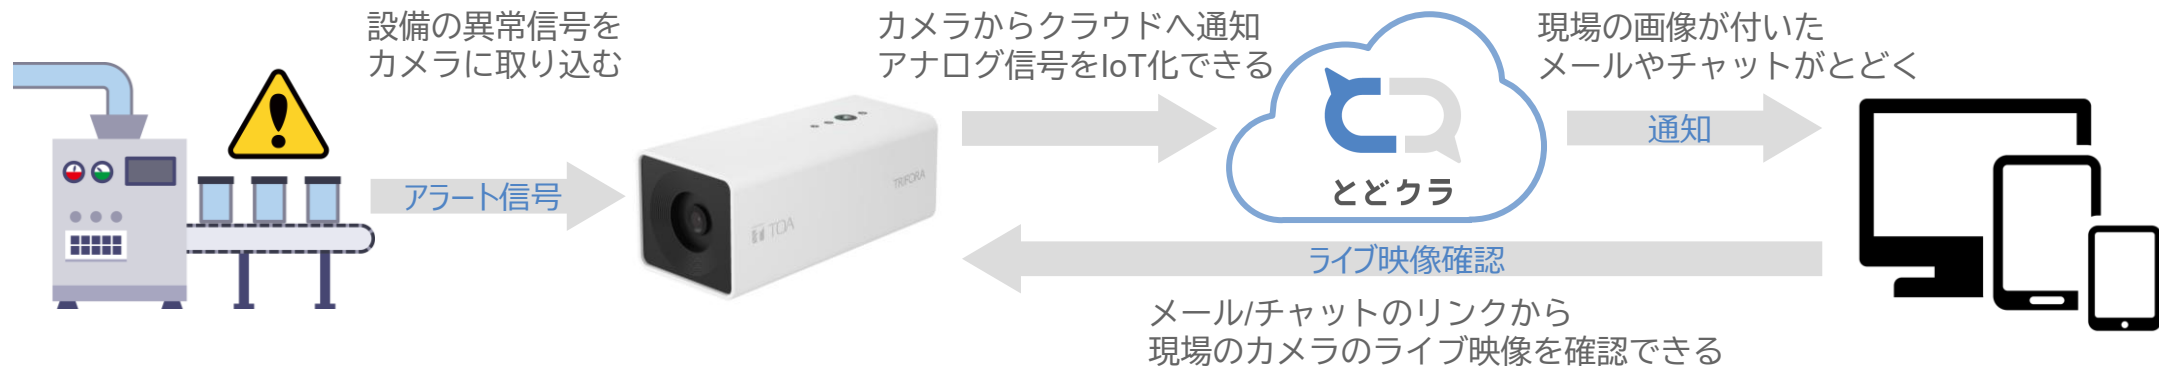 設備の異常信号を
カメラに取り込む
アラート信号
TRIFORA
TOA
カメラからクラウドへ通知
アナログ信号をIoT化できる
とどクラ
現場の画像が付いた
メールやチャットがとどく
通知
ライブ映像確認
メール/チャットのリンクから
現場のカメラのライブ映像を確認できる